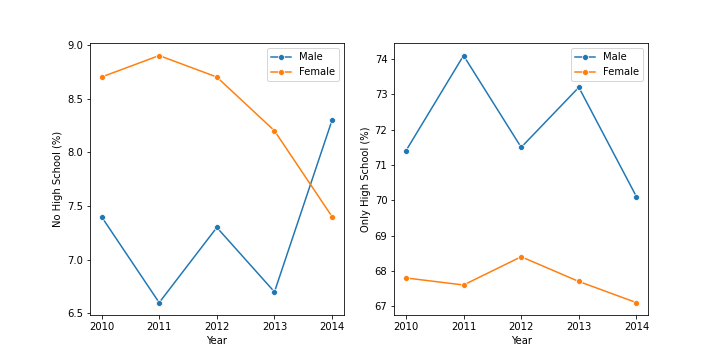 9.0
8.5
8.0
7.5
7.0
6.5
No High School (%)
2010 2011 2012 2013 2014
Year
Male
Female
74
73
72
71
70
69
68
67
Only High School (%)
2010 2011 2012 2013 2014
Year
Male
Female